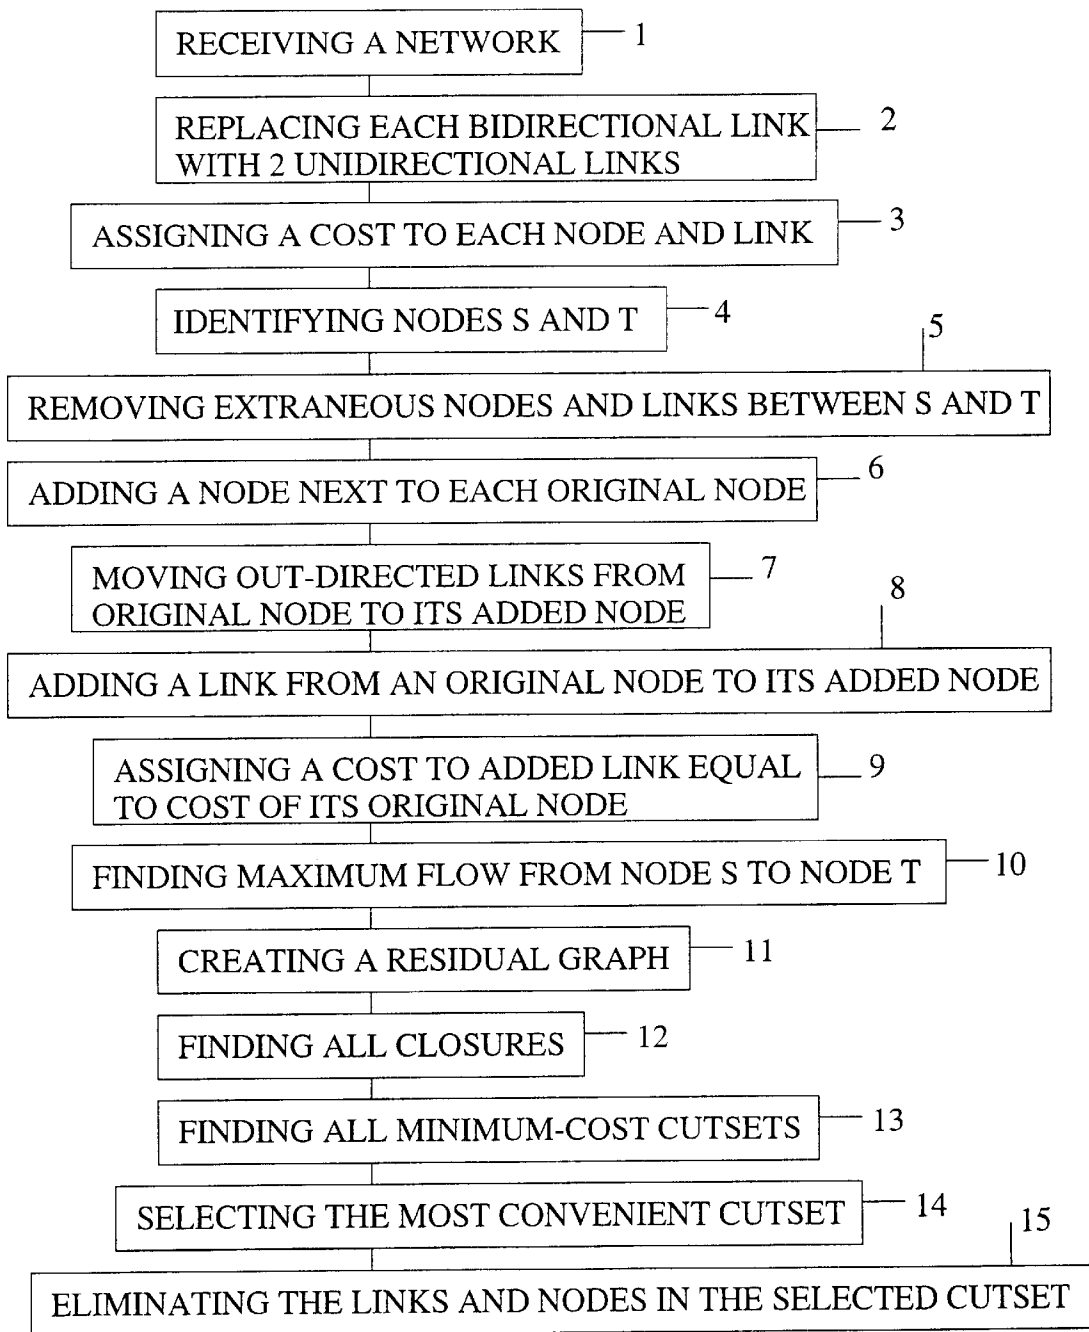 RECEIVING A NETWORK 1
REPLACING EACH BIDIRECTIONAL LINK 2
WITH 2 UNIDIRECTIONAL LINKS
ASSIGNING A COST TO EACH NODE AND LINK 3
IDENTIFYING NODES S AND T 4
5
REMOVING EXTRANEOUS NODES AND LINKS BETWEEN S AND T
ADDING A NODE NEXT TO EACH ORIGINAL NODE 6
MOVING OUT-DIRECTED LINKS FROM 7
ORIGINAL NODE TO ITS ADDED NODE
8
ADDING A LINK FROM AN ORIGINAL NODE TO ITS ADDED NODE
ASSIGNING A COST TO ADDED LINK EQUAL 9
TO COST OF ITS ORIGINAL NODE
FINDING MAXIMUM FLOW FROM NODE S TO NODE T 10
CREATING A RESIDUAL GRAPH 11
FINDING ALL CLOSURES 12
FINDING ALL MINIMUM-COST CUTSETS 13
SELECTING THE MOST CONVENIENT CUTSET 14
15
ELIMINATING THE LINKS AND NODES IN THE SELECTED CUTSET